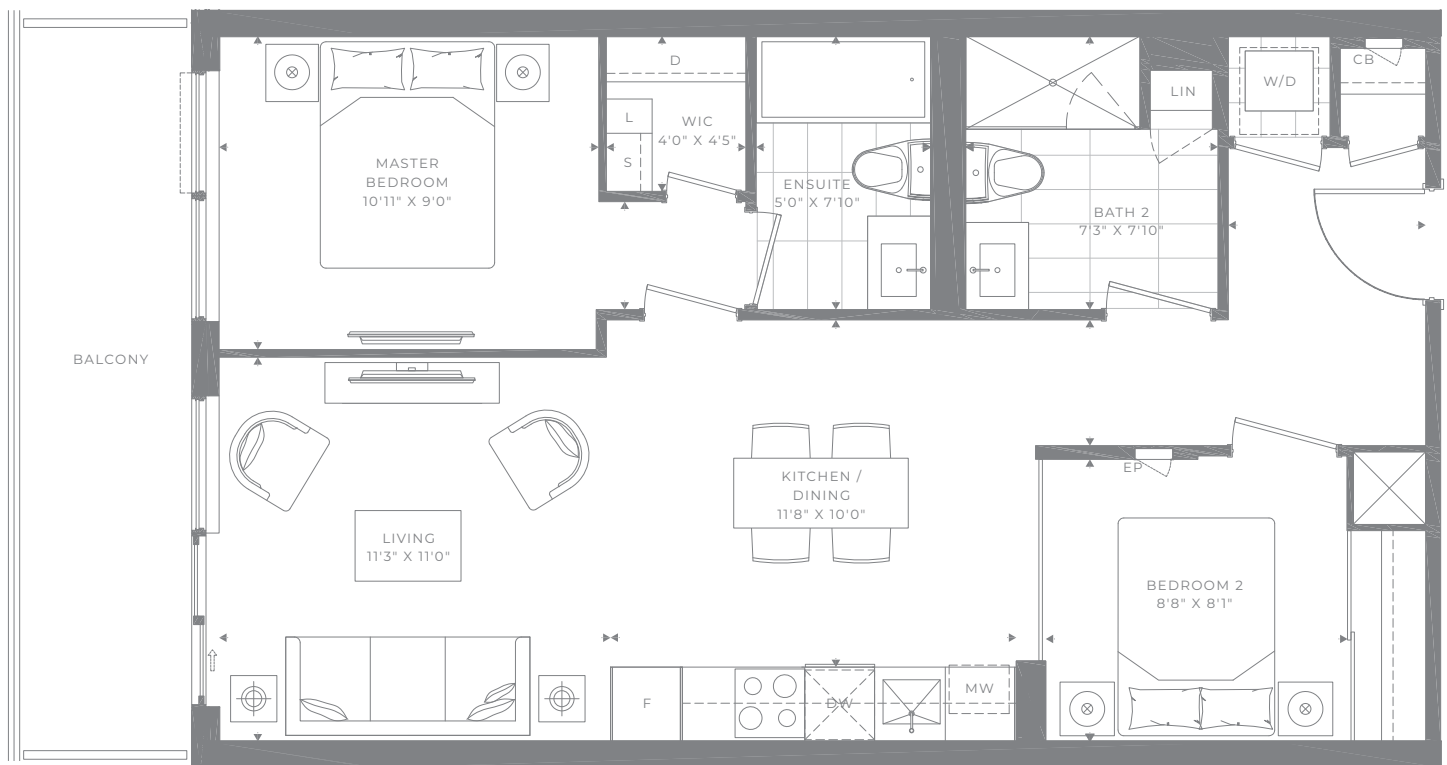 D
L
S
WIC
4'0" X 4'5"
MASTER
BEDROOM
10'11" X 9'0"
ENSUITE
5'0" X 7'10"
BATH 2
7'3" X 7'10"
LIN
W/D
CB
BALCONY
LIVING
11'3" X 11'0"
KITCHEN /
DINING
11'8" X 10'0"
EP
BEDROOM 2
8'8" X 8'1"
F
DW
MW